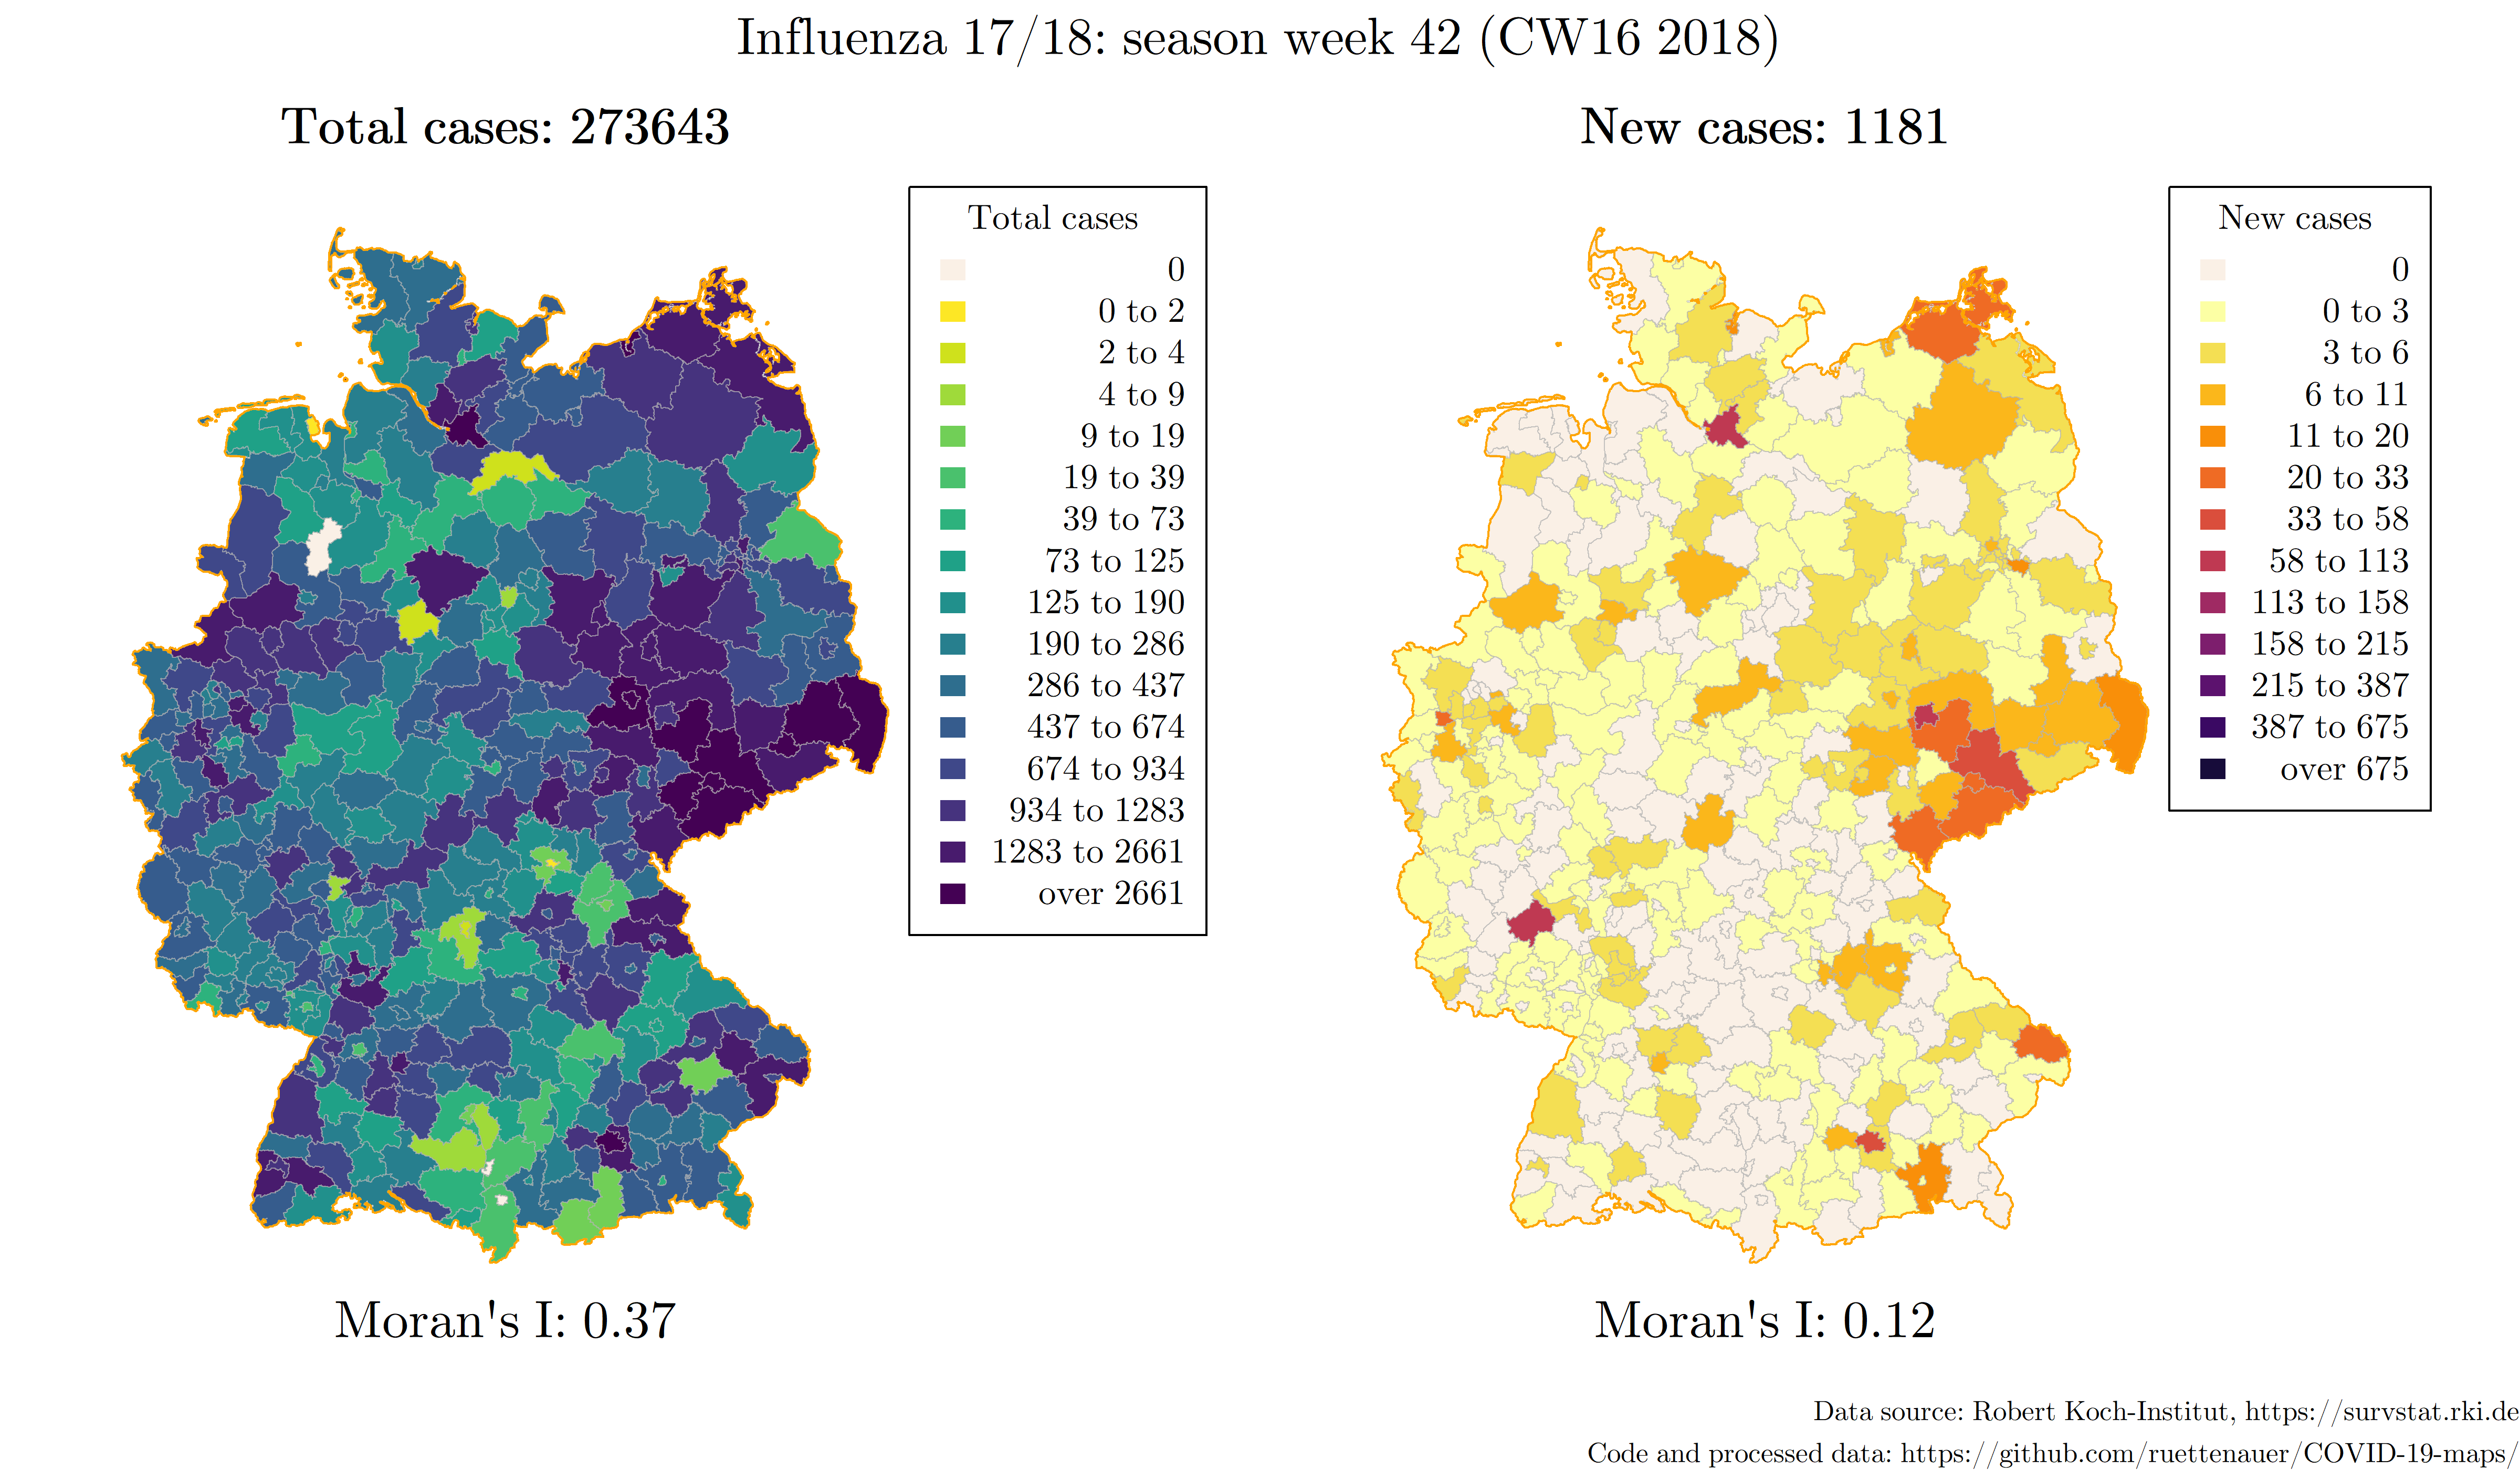 Influenza 17/18: season week 42 (CW16 2018)
Total cases: 273643
New cases: 1181
Total cases
0
0 to 2
2 to 4
4 to 9
9 to 19
19 to 39
39 to 73
73 to 125
125 to 190
190 to 286
286 to 437
437 to 674
674 to 934
934 to 1283
1283 to 2661
over 2661
New cases
0
0 to 3
3 to 6
6 to 11
11 to 20
20 to 33
33 to 58
58 to 113
113 to 158
158 to 215
215 to 387
387 to 675
over 675
Moran's I: 0.37
Moran's I: 0.12
Data source: Robert Koch-Institut, https://survstat.rki.de
Code and processed data: https://github.com/ruettenauer/COVID-19-maps/